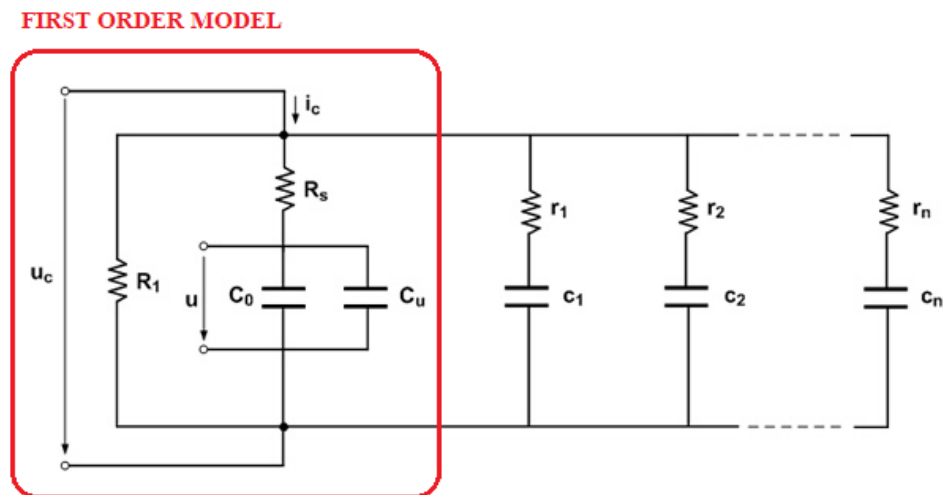 FIRST ORDER MODEL
i_c
R_s
r_1
r_2
r_n
u_c
R_1
u
C_0
C_u
c_1
c_2
c_n